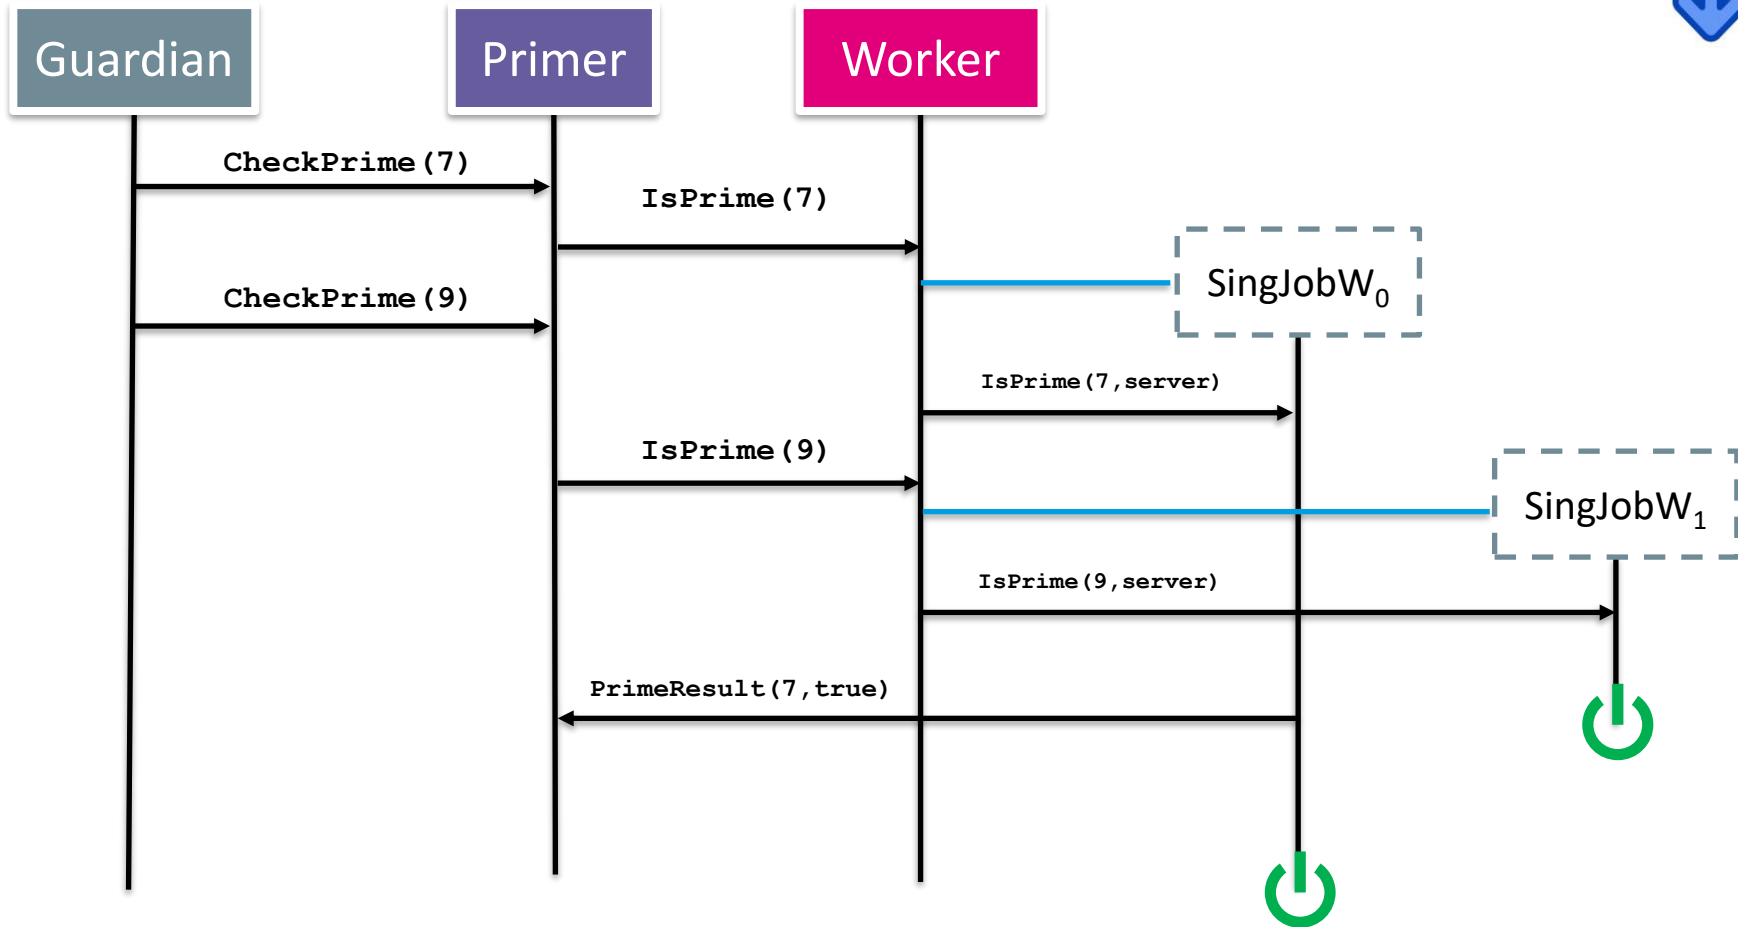 Guardian
Primer
Worker
CheckPrime(7)
IsPrime(7)
SingJobW₀
CheckPrime(9)
IsPrime(7,server)
IsPrime(9)
SingJobW₁
IsPrime(9,server)
PrimeResult(7,true)